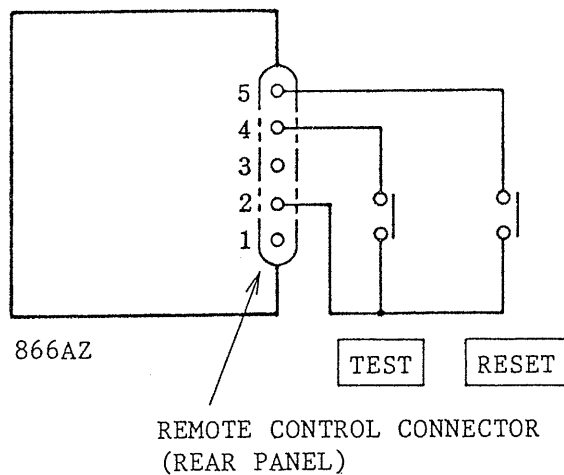 5
4
3
2
1
866AZ
TEST
RESET
REMOTE CONTROL CONNECTOR
(REAR PANEL)